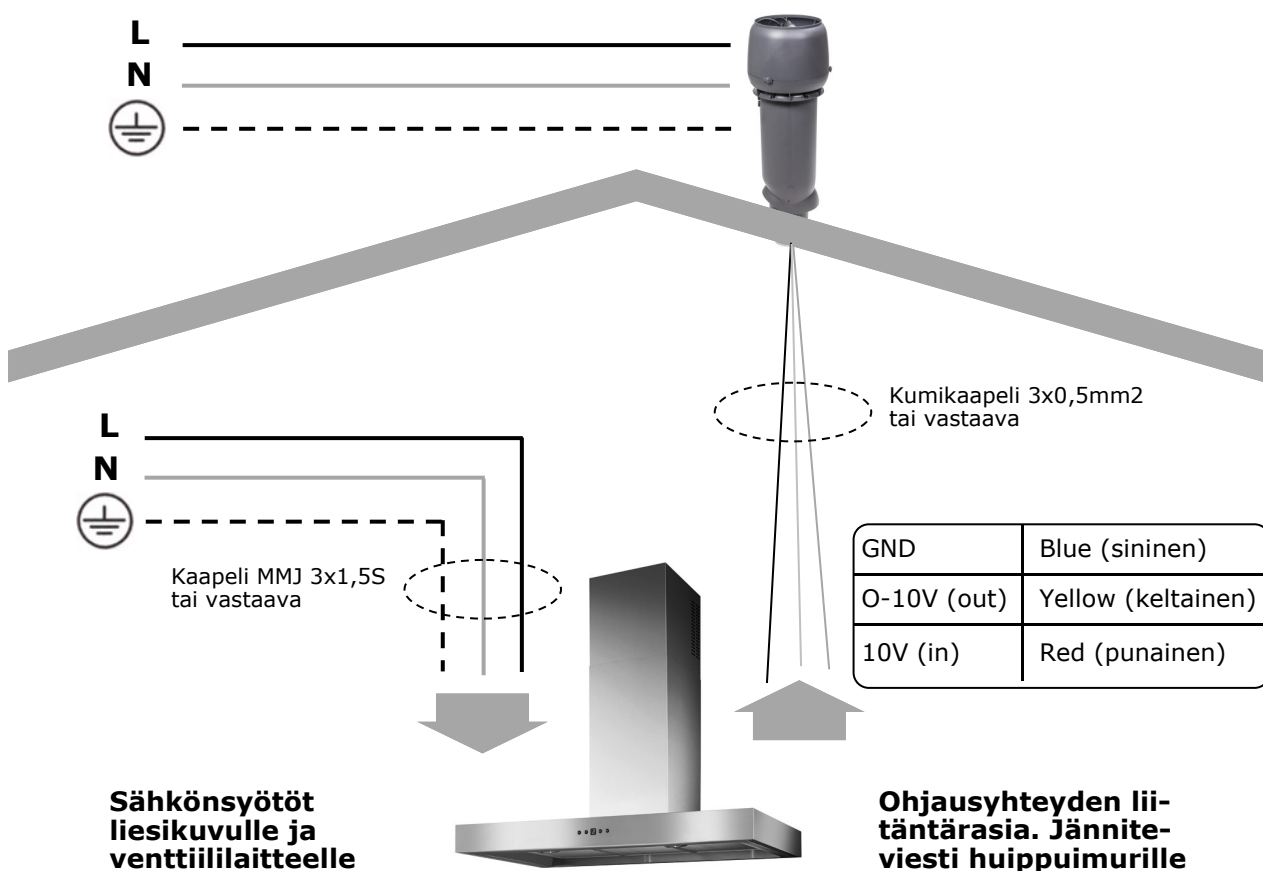 L
N
Kumikaapeli 3x0,5mm2
tai vastaava
L
N
Kaapeli MMJ 3x1,5S
tai vastaava
GND Blue (sininen)
O-10V (out) Yellow (keltainen)
10V (in) Red (punainen)
Sähkönsyötöt
liesikuvulle ja
venttiililaitteelle
Ohjausyhteyden lii-
täntärasia. Jännite-
viesti huippuimurille